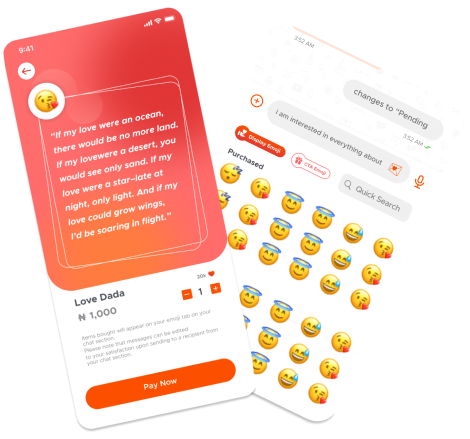 9:41
"If my love were an ocean,
there would be no more land.
If my lovewere a desert, you
would see only sand. If my
love were a star–late at
night, only light. And if my
love could grow wings,
I'd be soaring in flight."
Love Dada
₦ 1,000
20k
1
Items bought will appear on your emoji tab on your
chat section.
Please note that messages can be edited
to your satisfaction upon sending to a recipient from
your chat section.
Pay Now
3:52 AM
changes to "Pending
3:52 AM
I am interested in everything about
Display Emoji
CTA Emoji
Quick Search
Purchased